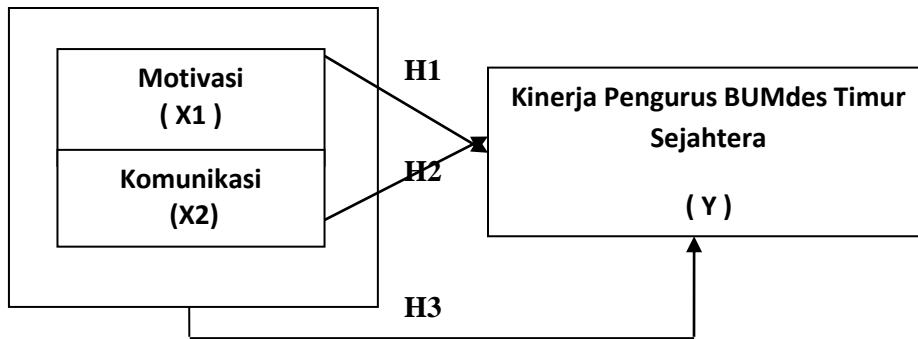 Motivasi
( X1 )
Komunikasi
(X2)
H1
H2
H3
Kinerja Pengurus BUMdes Timur
Sejahtera
( Y )